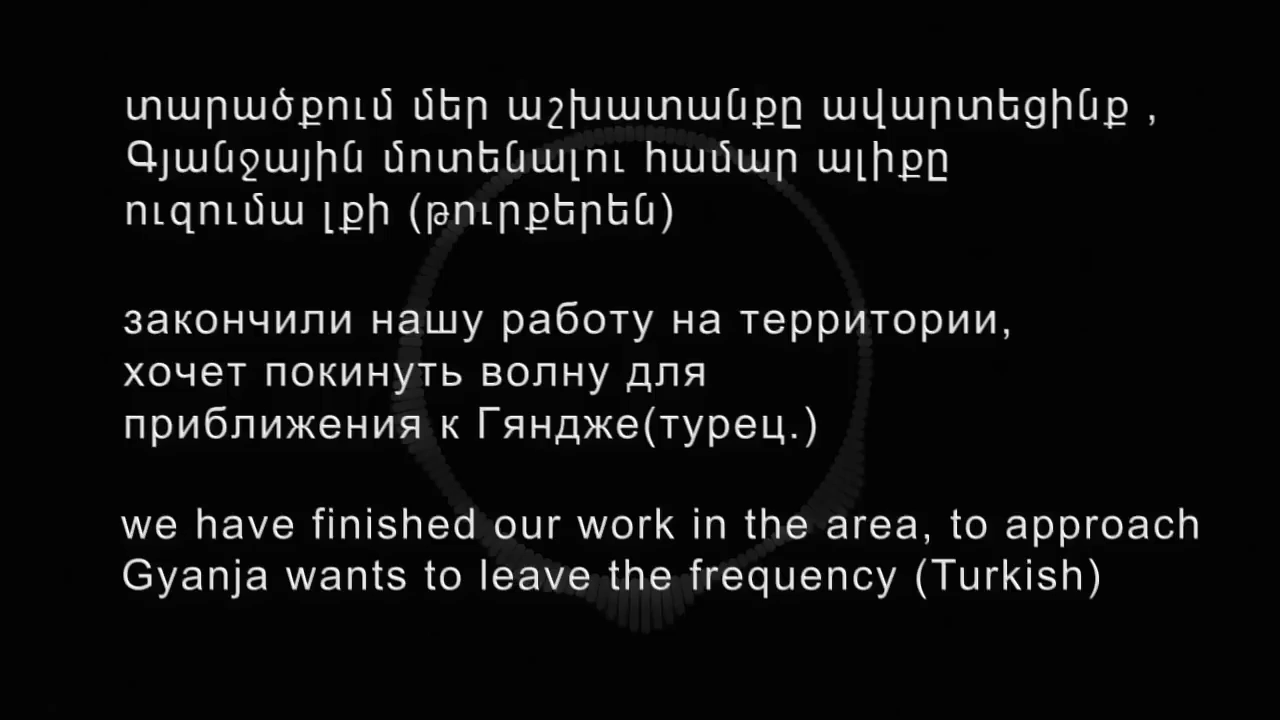 տարածքում մեր աշխատանքը ավարտեցինք ,
Գյանջային մոտենալու համար ալիքը
ուզումա լքի (թուրքերեն)
закончили нашу работу на территории,
хочет покинуть волну для
приближения к Гяндже(турец.)
we have finished our work in the area, to approach
Gyanja wants to leave the frequency (Turkish)